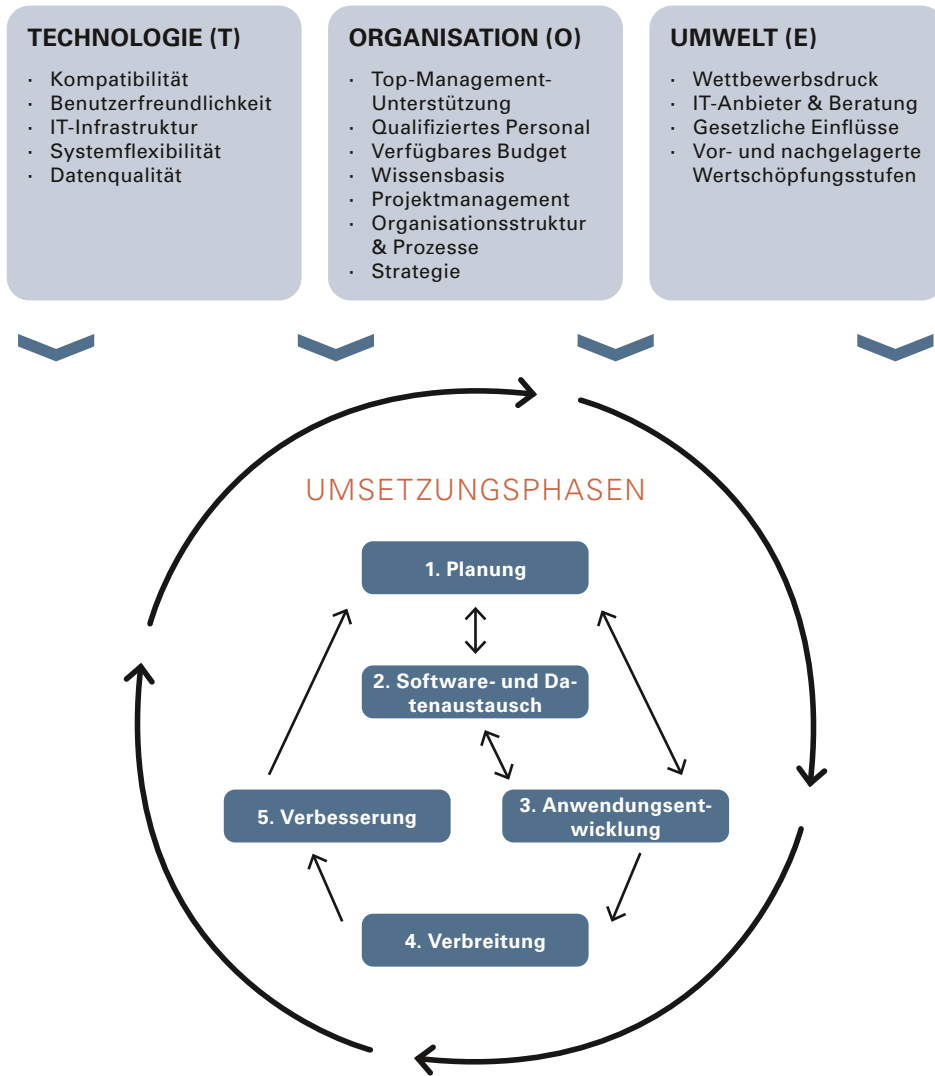 TECHNOLOGIE (T)
· Kompatibilität
· Benutzerfreundlichkeit
· IT-Infrastruktur
· Systemflexibilität
· Datenqualität
ORGANISATION (O)
· Top-Management-
Unterstützung
· Qualifiziertes Personal
· Verfügbares Budget
· Wissensbasis
· Projektmanagement
· Organisationsstruktur
& Prozesse
· Strategie
UMWELT (E)
· Wettbewerbsdruck
· IT-Anbieter & Beratung
· Gesetzliche Einflüsse
· Vor- und nachgelagerte
Wertschöpfungsstufen
UMSETZUNGSPHASEN
1. Planung
2. Software- und Da-
tenaustausch
3. Anwendungsent-
wicklung
4. Verbreitung
5. Verbesserung